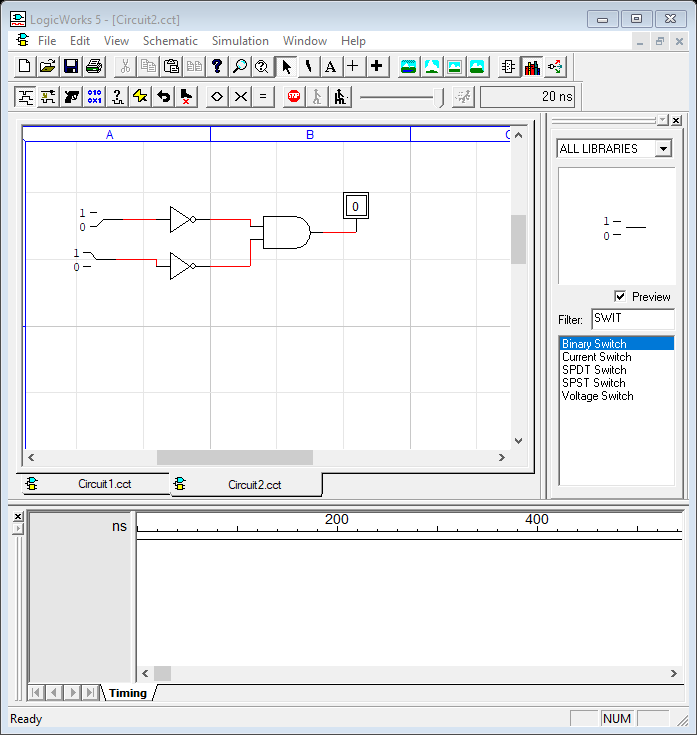 LogicWorks 5 - [Circuit2.cct]
File Edit View Schematic Simulation Window Help
20 ns
A B C
1
0
1
0
0
ALL LIBRARIES
1
0
Preview
Filter: SWIT
Binary Switch
Current Switch
SPDT Switch
SPST Switch
Voltage Switch
Circuit1.cct Circuit2.cct
ns 200 400
Timing
Ready NUM